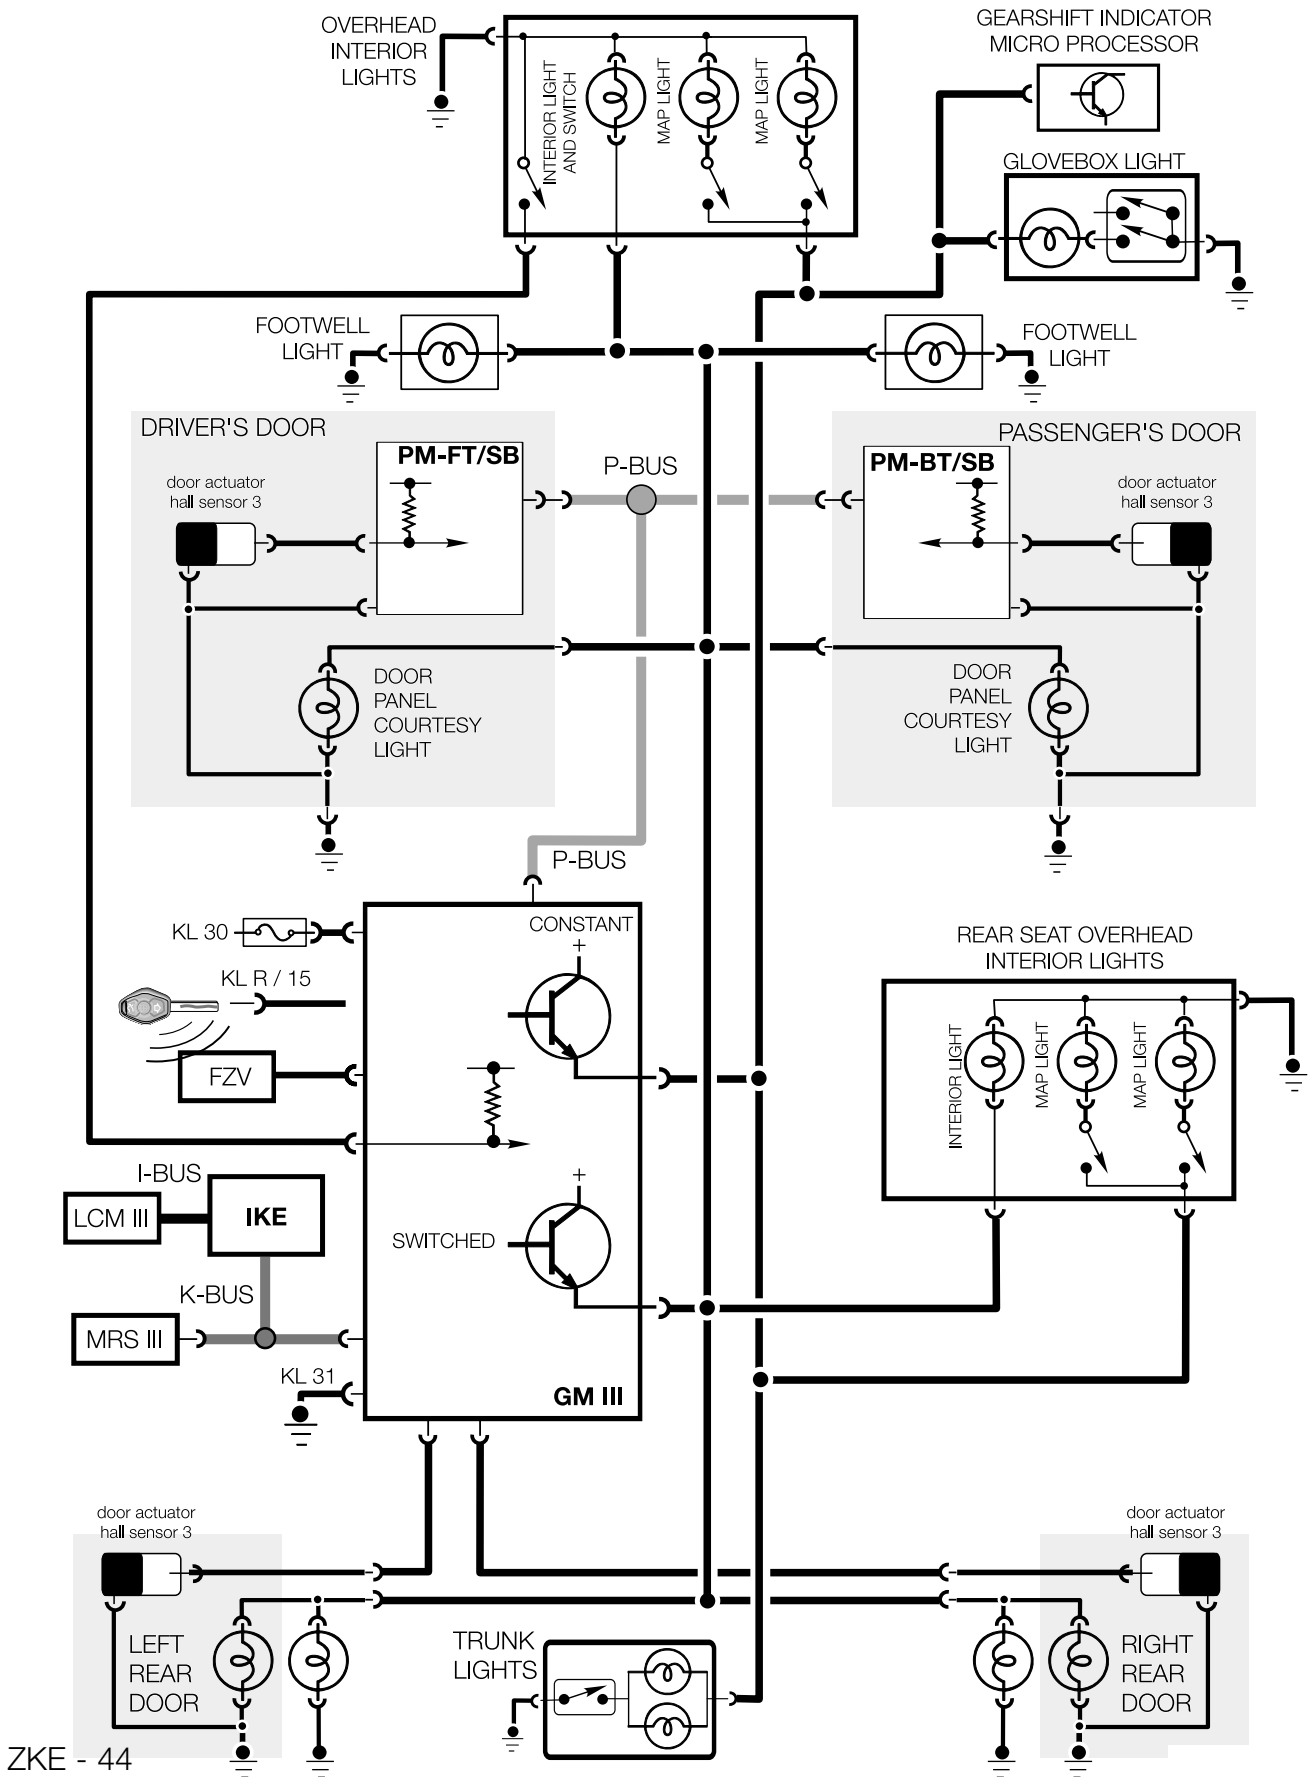 OVERHEAD
INTERIOR
LIGHTS
INTERIOR LIGHT
AND SWITCH
MAP LIGHT
MAP LIGHT
GEARSHIFT INDICATOR
MICRO PROCESSOR
GLOVEBOX LIGHT
FOOTWELL
LIGHT
FOOTWELL
LIGHT
DRIVER'S DOOR
PM-FT/SB
door actuator
hall sensor 3
P-BUS
PASSENGER'S DOOR
PM-BT/SB
door actuator
hall sensor 3
DOOR
PANEL
COURTESY
LIGHT
DOOR
PANEL
COURTESY
LIGHT
P-BUS
KL 30
CONSTANT
+
KL R / 15
FZV
REAR SEAT OVERHEAD
INTERIOR LIGHTS
INTERIOR LIGHT
MAP LIGHT
MAP LIGHT
I-BUS
LCM III
IKE
+
SWITCHED
K-BUS
MRS III
KL 31
GM III
door actuator
hall sensor 3
door actuator
hall sensor 3
LEFT
REAR
DOOR
TRUNK
LIGHTS
RIGHT
REAR
DOOR
ZKE - 44